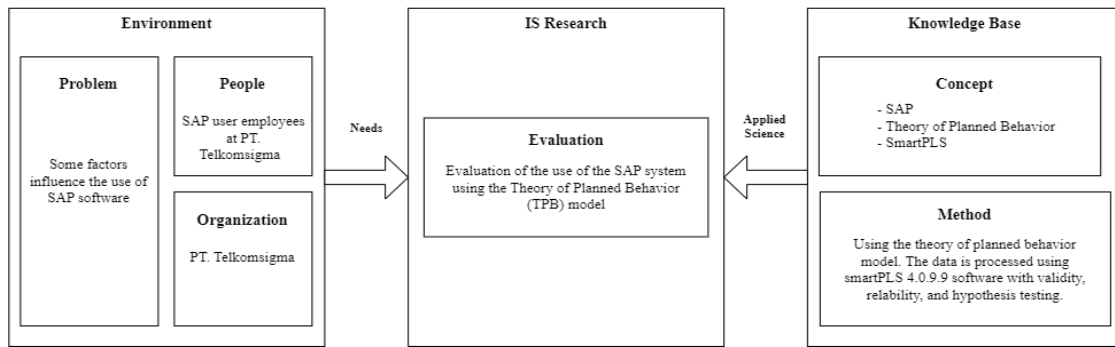 Environment
Problem
Some factors
influence the use of
SAP software
People
SAP user employees
at PT.
Telkomsigma
Organization
PT. Telkomsigma
Needs
IS Research
Evaluation
Evaluation of the use of the SAP system
using the Theory of Planned Behavior
(TPB) model
Applied
Science
Knowledge Base
Concept
- SAP
- Theory of Planned Behavior
- SmartPLS
Method
Using the theory of planned behavior
model. The data is processed using
smartPLS 4.0.9.9 software with validity,
relability, and hypothesis testing.